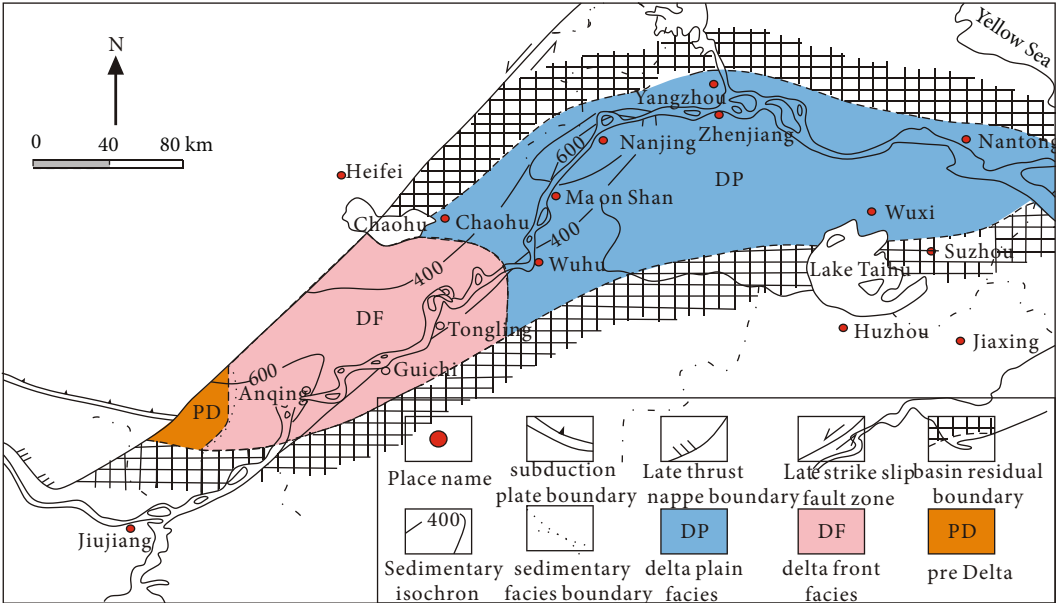 Yellow Sea
N
0 40 80 km
Yangzhou
Zhenjiang
Nanjing
Nantong
600
Heifei
DP
Ma on Shan
Chaohu
Chaohu
Wuxi
400
Suzhou
Wuhu
Lake Taihu
400
DF
Tongling
Huzhou
Jiaxing
Guichi
600
Anqing
PD
Jiujiang
Place name
subduction
plate boundary
Late thrust
nappe boundary
Late strike slip
fault zone
basin residual
boundary
400
Sedimentary
isochron
sedimentary
facies boundary
DP
delta plain
facies
DF
delta front
facies
PD
pre Delta